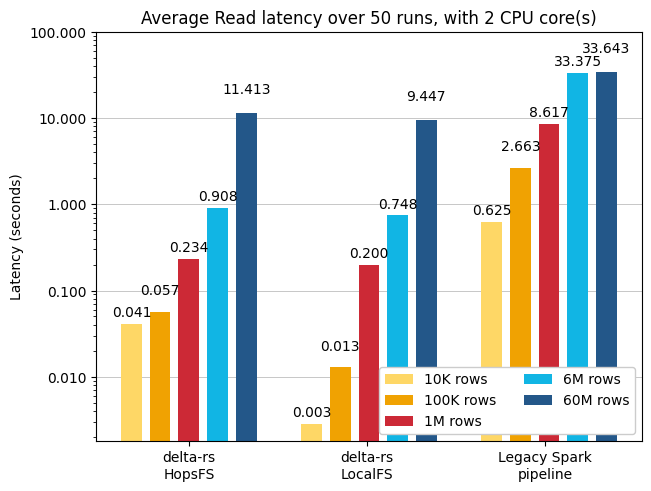 Average Read latency over 50 runs, with 2 CPU core(s)
Latency (seconds)
100.000
10.000
1.000
0.100
0.010
0.041
0.057
0.234
0.908
11.413
0.003
0.013
0.200
0.748
9.447
0.625
2.663
8.617
33.375
33.643
10K rows
100K rows
1M rows
6M rows
60M rows
delta-rs
HopsFS
delta-rs
LocalFS
Legacy Spark
pipeline